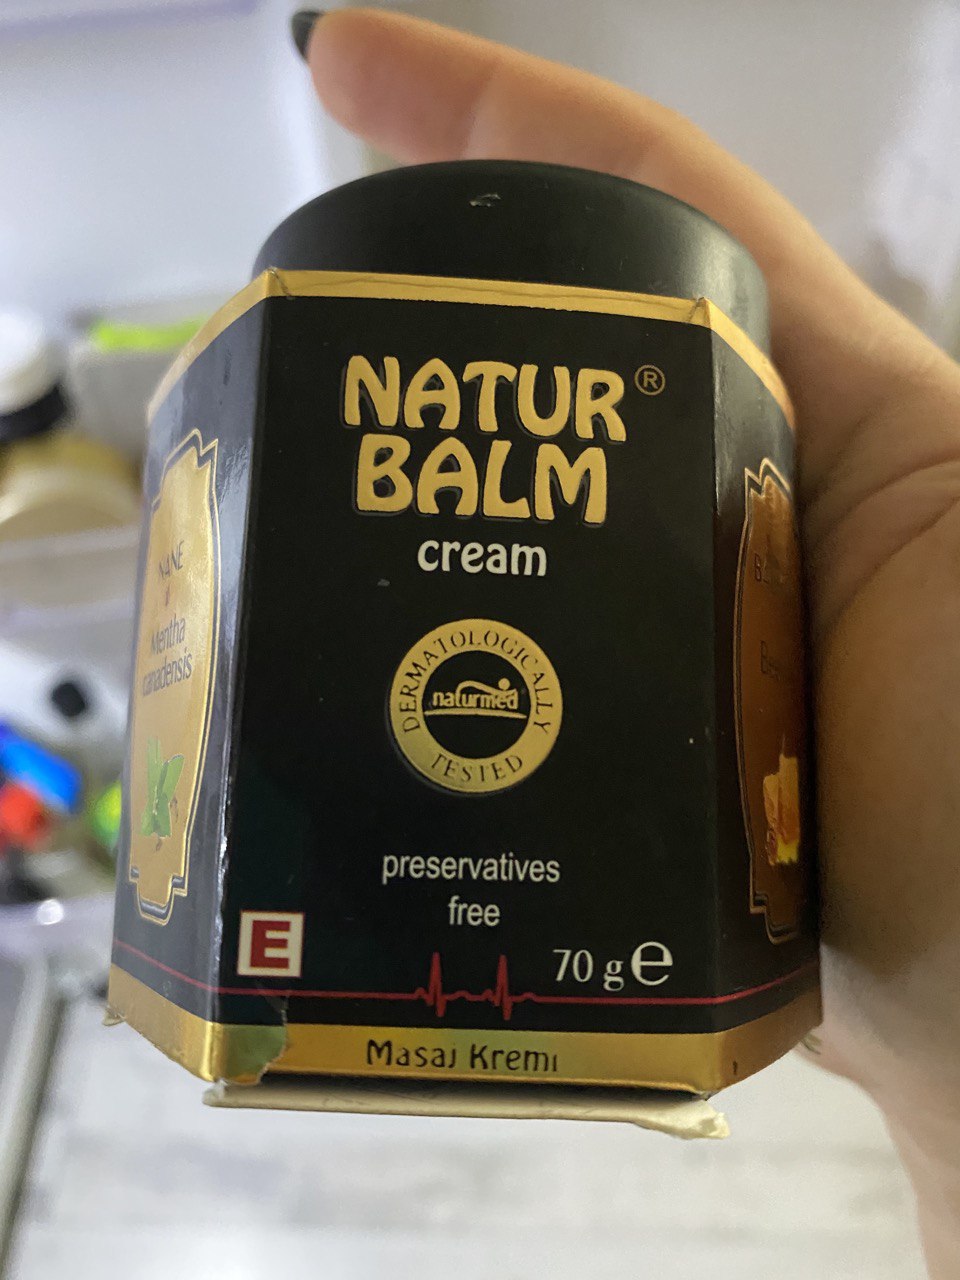 NATUR®
BALM
cream
DERMATOLOGICALLY
TESTED
naturmed
preservatives
free
E
70 g ℮
Masaj Kremi
NANE
Mentha
canadensis